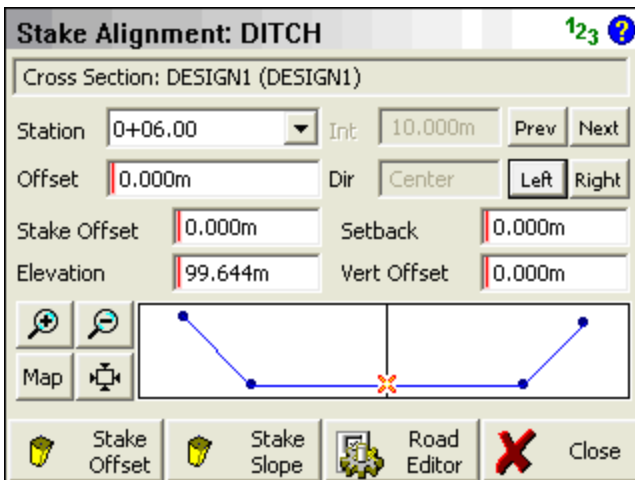 Stake Alignment: DITCH 123 ?
Cross Section: DESIGN1 (DESIGN1)
Station 0+06.00 Int 10.000m Prev Next
Offset 0.000m Dir Center Left Right
Stake Offset 0.000m Setback 0.000m
Elevation 99.644m Vert Offset 0.000m
Map
Stake Offset Stake Slope Road Editor Close